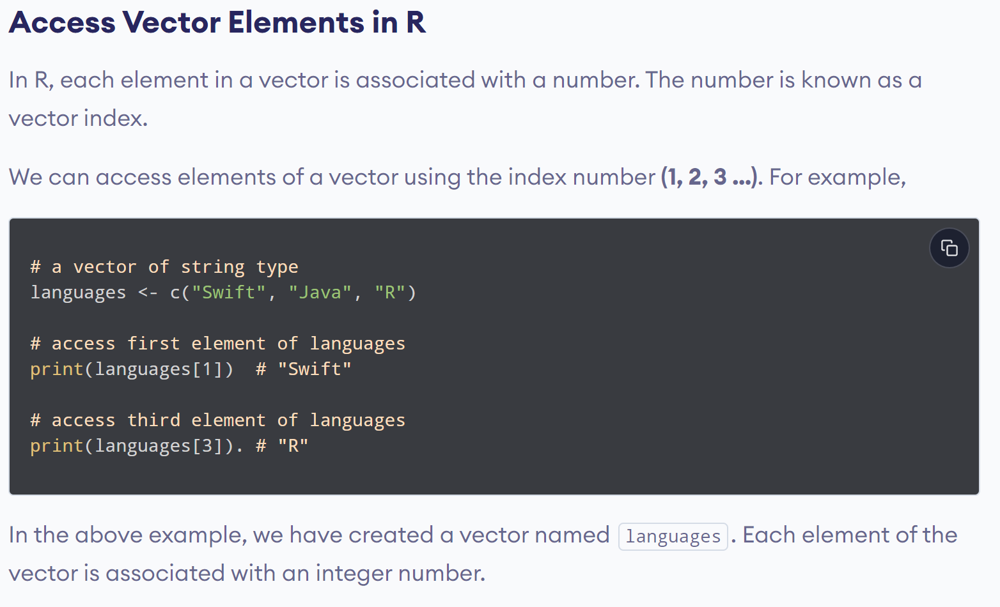 Access Vector Elements in R
In R, each element in a vector is associated with a number. The number is known as a
vector index.
We can access elements of a vector using the index number (1, 2, 3 ...). For example,
# a vector of string type
languages <- c("Swift", "Java", "R")
# access first element of languages
print(languages[1])  # "Swift"
# access third element of languages
print(languages[3]). # "R"
In the above example, we have created a vector named languages. Each element of the
vector is associated with an integer number.